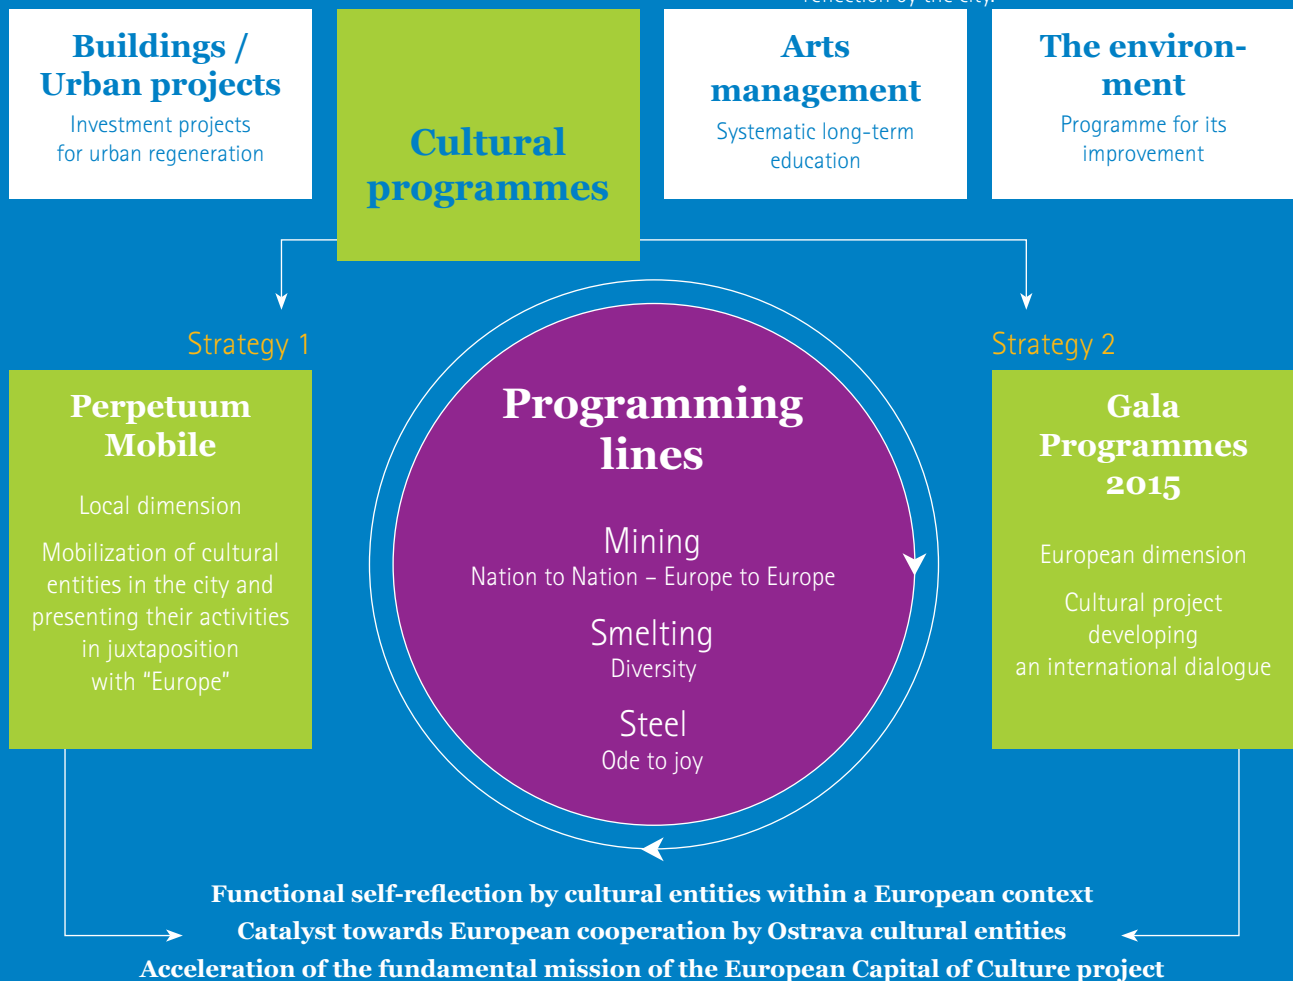 reflection by the city.
Buildings /
Urban projects
Investment projects
for urban regeneration
Cultural
programmes
Arts
management
Systematic long-term
education
The environ-
ment
Programme for its
improvement
Strategy 1
Perpetuum
Mobile
Local dimension
Mobilization of cultural
entities in the city and
presenting their activities
in juxtaposition
with "Europe"
Programming
lines
Mining
Nation to Nation – Europe to Europe
Smelting
Diversity
Steel
Ode to joy
Strategy 2
Gala
Programmes
2015
European dimension
Cultural project
developing
an international dialogue
Functional self-reflection by cultural entities within a European context
Catalyst towards European cooperation by Ostrava cultural entities
Acceleration of the fundamental mission of the European Capital of Culture project